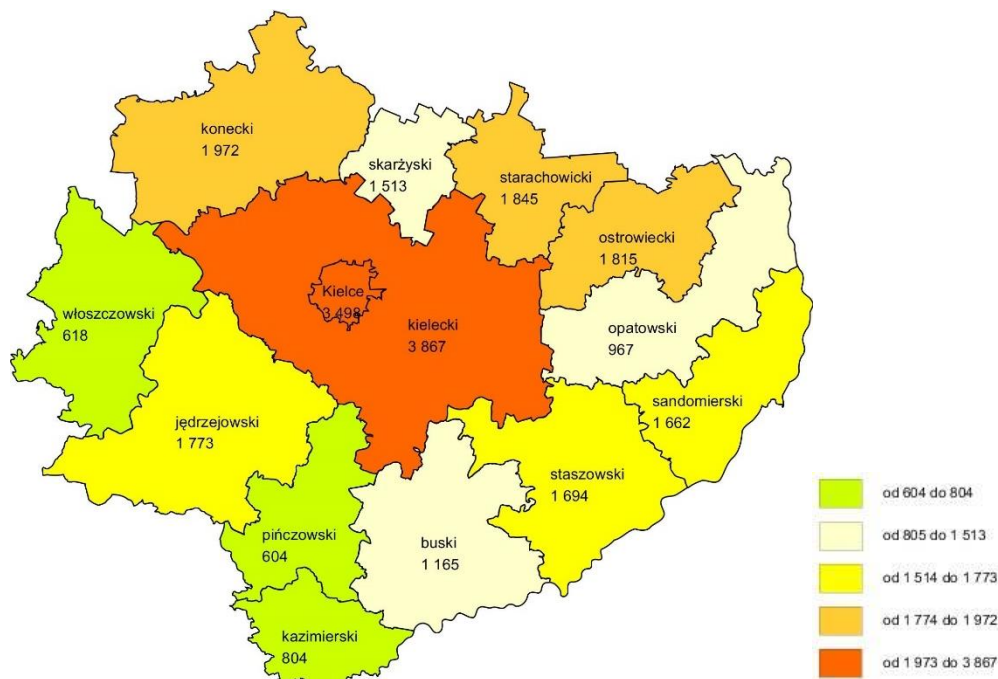 konecki
1 972
skarżyski
1 513
starachowicki
1 845
ostrowiecki
1 815
Kielce
3 498
kielecki
3 867
włoszczowski
618
opatowski
967
sandomierski
1 662
jędrzejowski
1 773
staszowski
1 694
pińczowski
604
buski
1 165
kazimierski
804
od 604 do 804
od 805 do 1 513
od 1 514 do 1 773
od 1 774 do 1 972
od 1 973 do 3 867